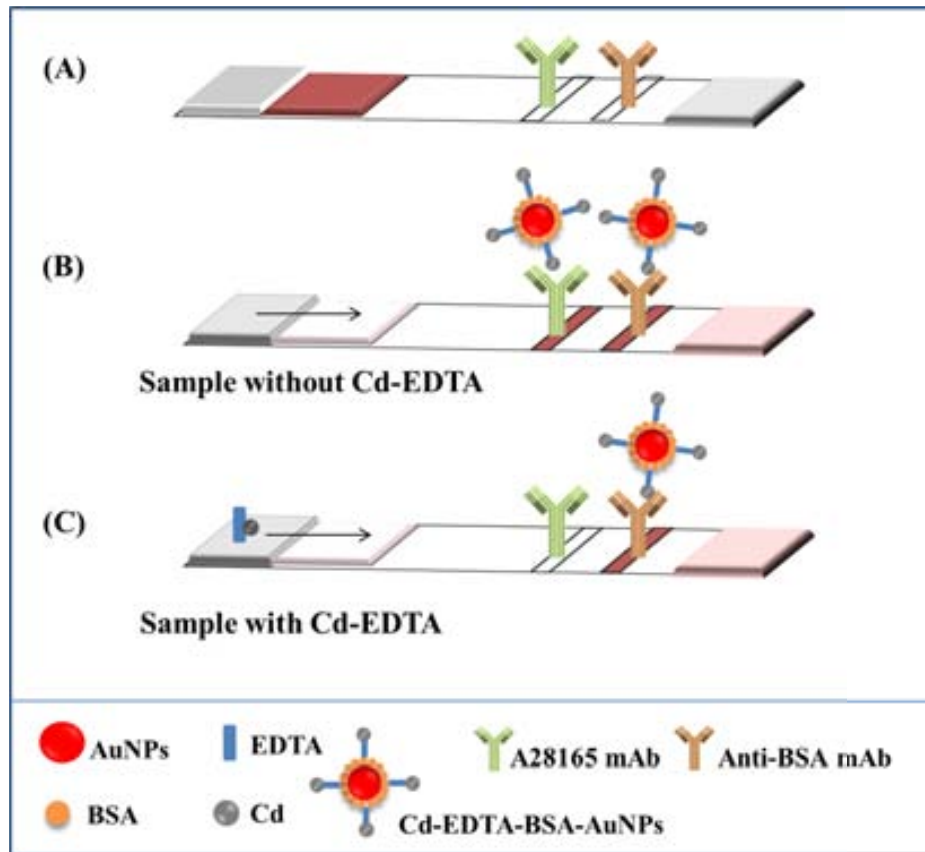 (A)
(B)
Sample without Cd-EDTA
(C)
Sample with Cd-EDTA
AuNPs
EDTA
A28165 mAb
Anti-BSA mAb
BSA
Cd
Cd-EDTA-BSA-AuNPs